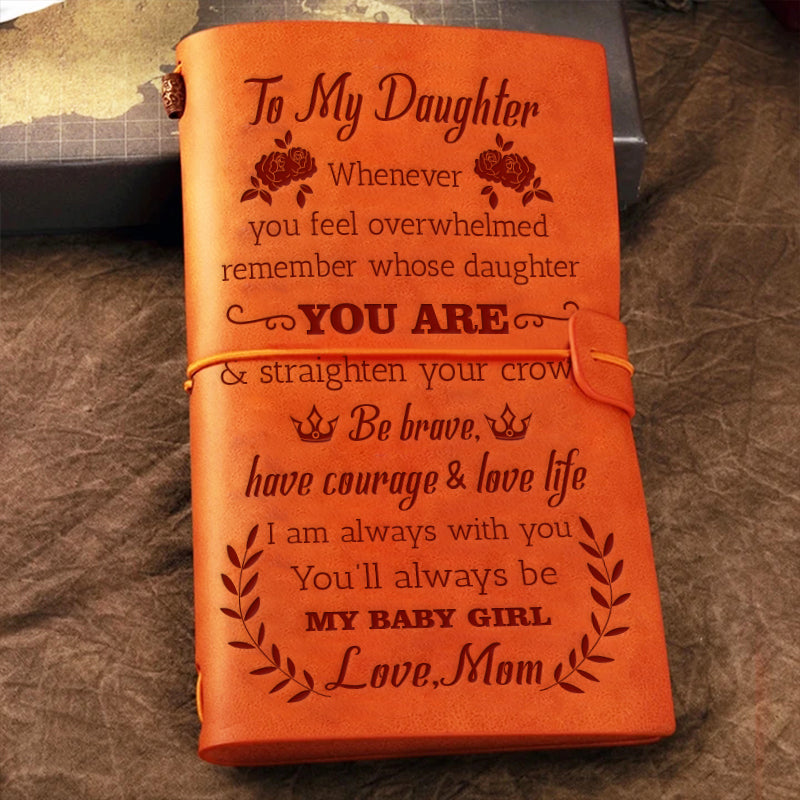 To My Daughter
Whenever
you feel overwhelmed
remember whose daughter
YOU ARE
& straighten your crow
Be brave,
have courage & love life
I am always with you
You'll always be
MY BABY GIRL
Love, Mom